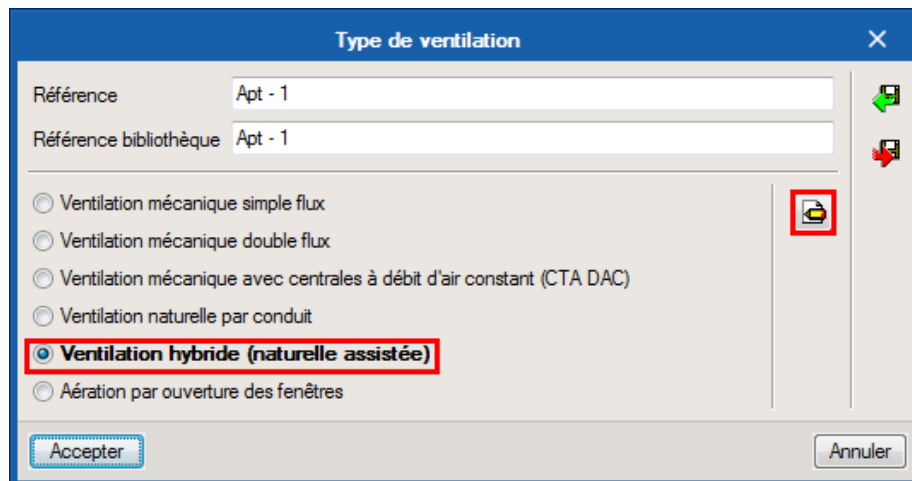 Type de ventilation
Référence Apt - 1
Référence bibliothèque Apt - 1
Ventilation mécanique simple flux
Ventilation mécanique double flux
Ventilation mécanique avec centrales à débit d'air constant (CTA DAC)
Ventilation naturelle par conduit
Ventilation hybride (naturelle assistée)
Aération par ouverture des fenêtres
Accepter Annuler